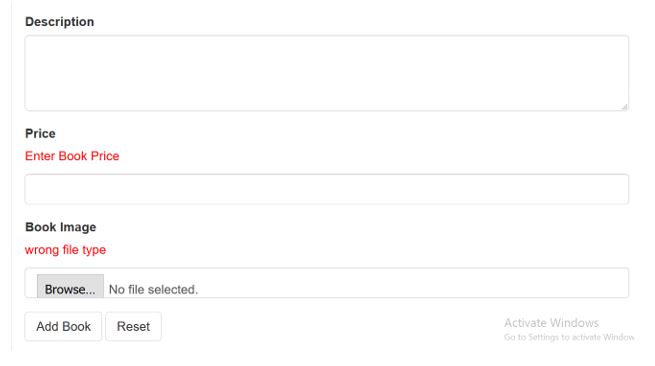 Description
Price
Enter Book Price
Book Image
wrong file type
Browse... No file selected.
Add Book Reset
Activate Windows
Go to Settings to activate Window